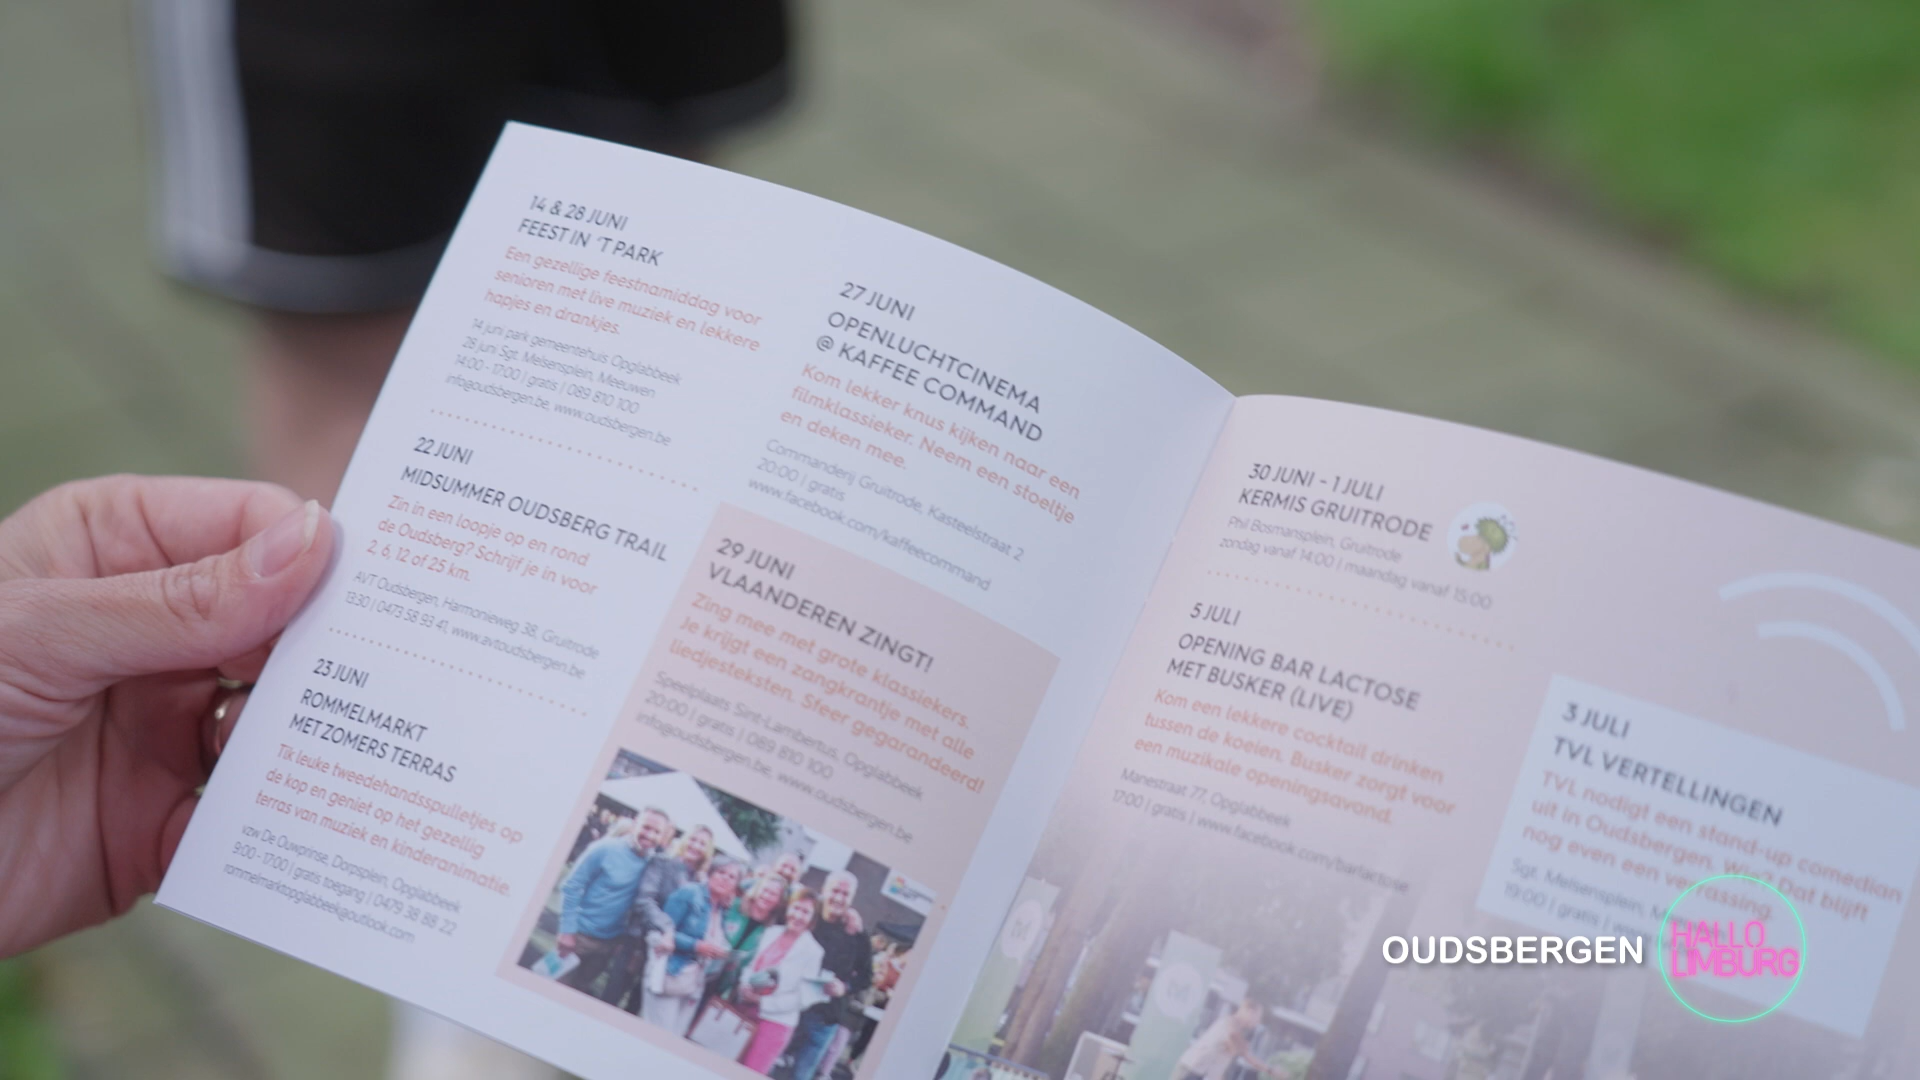 14 & 28 JUNI
FEEST IN 'T PARK
Een gezellige feestnamiddag voor
senioren met live muziek en lekkere
hapjes en drankjes.
14 juni park gemeentehuis Opglabbeek
28 juni Sgt. Melsensplein, Meeuwen
14:00 - 17:00 | gratis | 089 810 100
info@oudsbergen.be, www.oudsbergen.be
22 JUNI
MIDSUMMER OUDSBERG TRAIL
Zin in een loopje op en rond
de Oudsberg? Schrijf je in voor
2, 6, 12 of 25 km.
AVT Oudsbergen, Harmonieweg 38, Gruitrode
13:30 | 0473 58 93 41, www.avtoudsbergen.be
23 JUNI
ROMMELMARKT
MET ZOMERS TERRAS
Tik leuke tweedehandsspulletjes op
de kop en geniet op het gezellig
terras van muziek en kinderanimatie.
vzw De Ouwprinse, Dorpsplein, Opglabbeek
9:00 - 17:00 | gratis toegang | 0479 38 88 22
rommelmarktopglabbeek@outlook.com
27 JUNI
OPENLUCHTCINEMA
@ KAFFEE COMMAND
Kom lekker knus kijken naar een
filmklassieker. Neem een stoeltje
en deken mee.
Commanderij Gruitrode, Kasteelstraat 2
20:00 | gratis
www.facebook.com/kaffeecommand
29 JUNI
VLAANDEREN ZINGT!
Zing mee met grote klassiekers.
Je krijgt een zangkrantje met alle
liedjesteksten. Sfeer gegarandeerd!
Speelplaats Sint-Lambertus, Opglabbeek
20:00 | gratis | 089 810 100
info@oudsbergen.be, www.oudsbergen.be
30 JUNI - 1 JULI
KERMIS GRUITRODE
Phil Bosmansplein, Gruitrode
zondag vanaf 14:00 | maandag vanaf 15:00
5 JULI
OPENING BAR LACTOSE
MET BUSKER (LIVE)
Kom een lekkere cocktail drinken
tussen de koeien. Busker zorgt voor
een muzikale openingsavond.
Manestraat 77, Opglabbeek
17:00 | gratis | www.facebook.com/barlactose
3 JULI
TVL VERTELLINGEN
TVL nodigt een stand-up comedian
uit in Oudsbergen. Wie? Dat blijft
nog even een verrassing.
Sgt. Melsensplein,
19:00 | gratis |
OUDSBERGEN
HALLO
LIMBURG